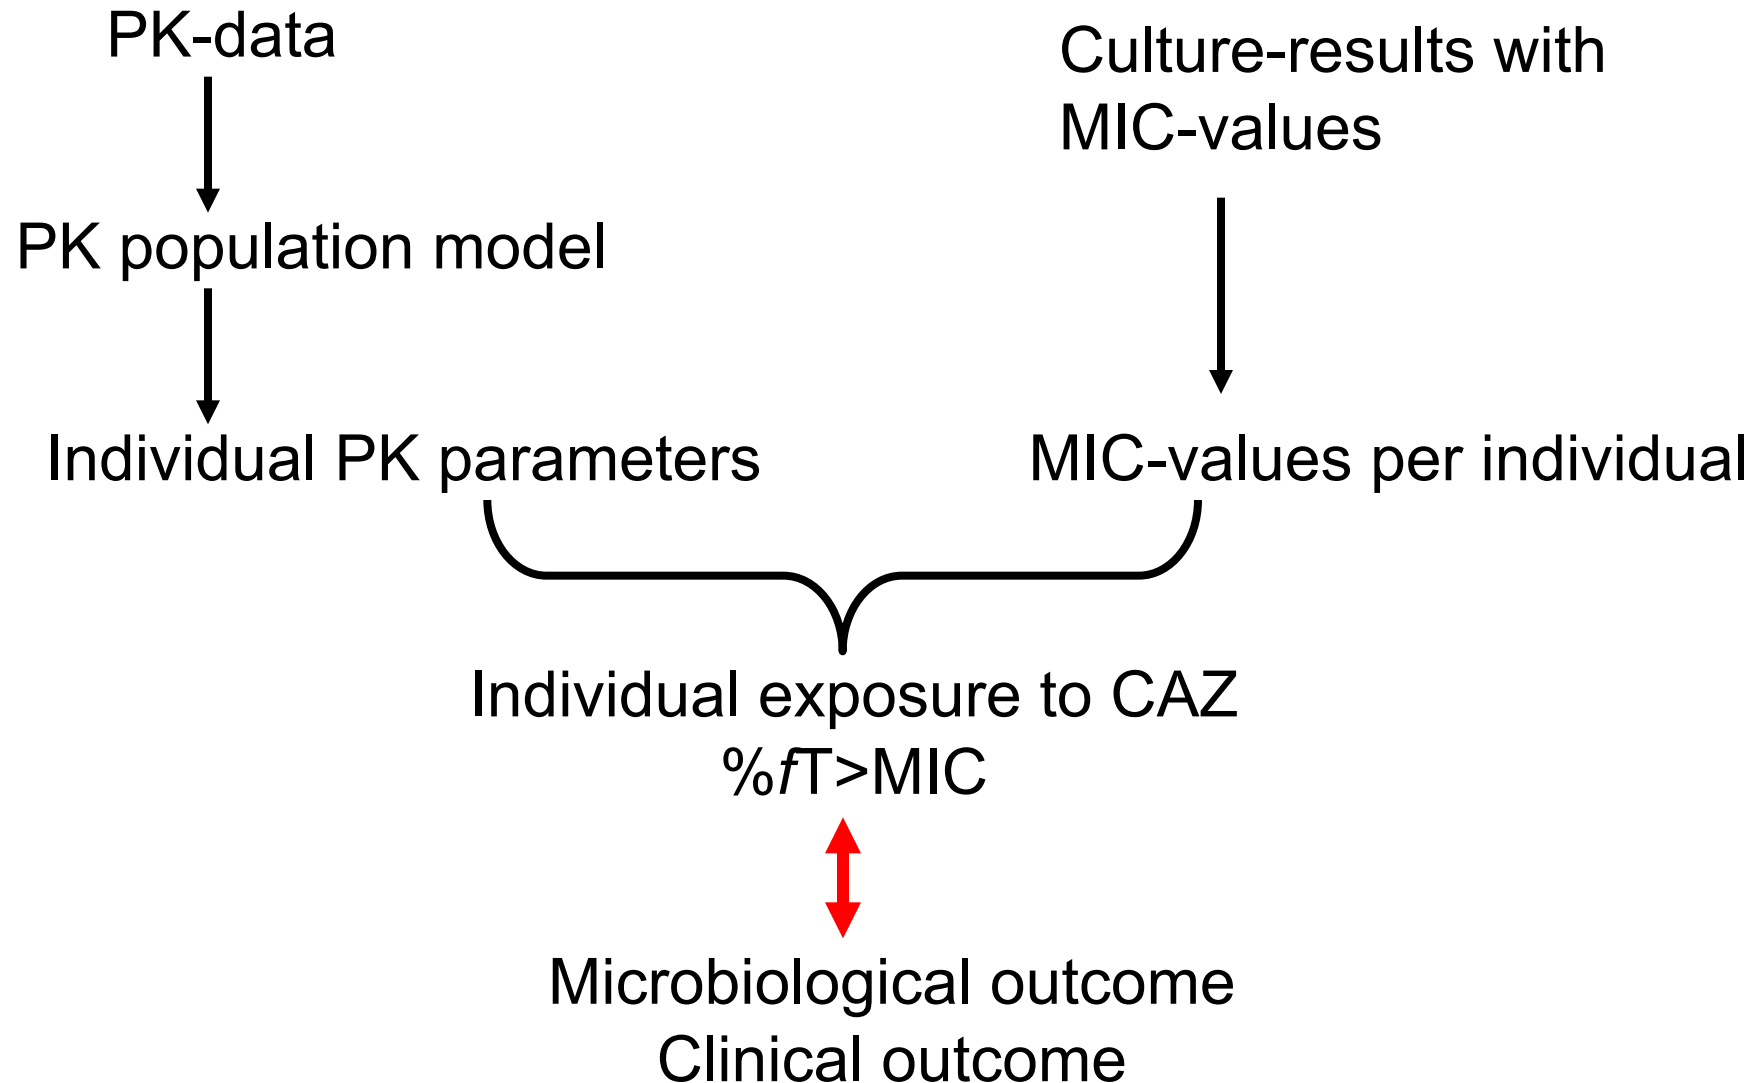 PK-data
Culture-results with
MIC-values
PK population model
Individual PK parameters
MIC-values per individual
Individual exposure to CAZ
%fT>MIC
Microbiological outcome
Clinical outcome